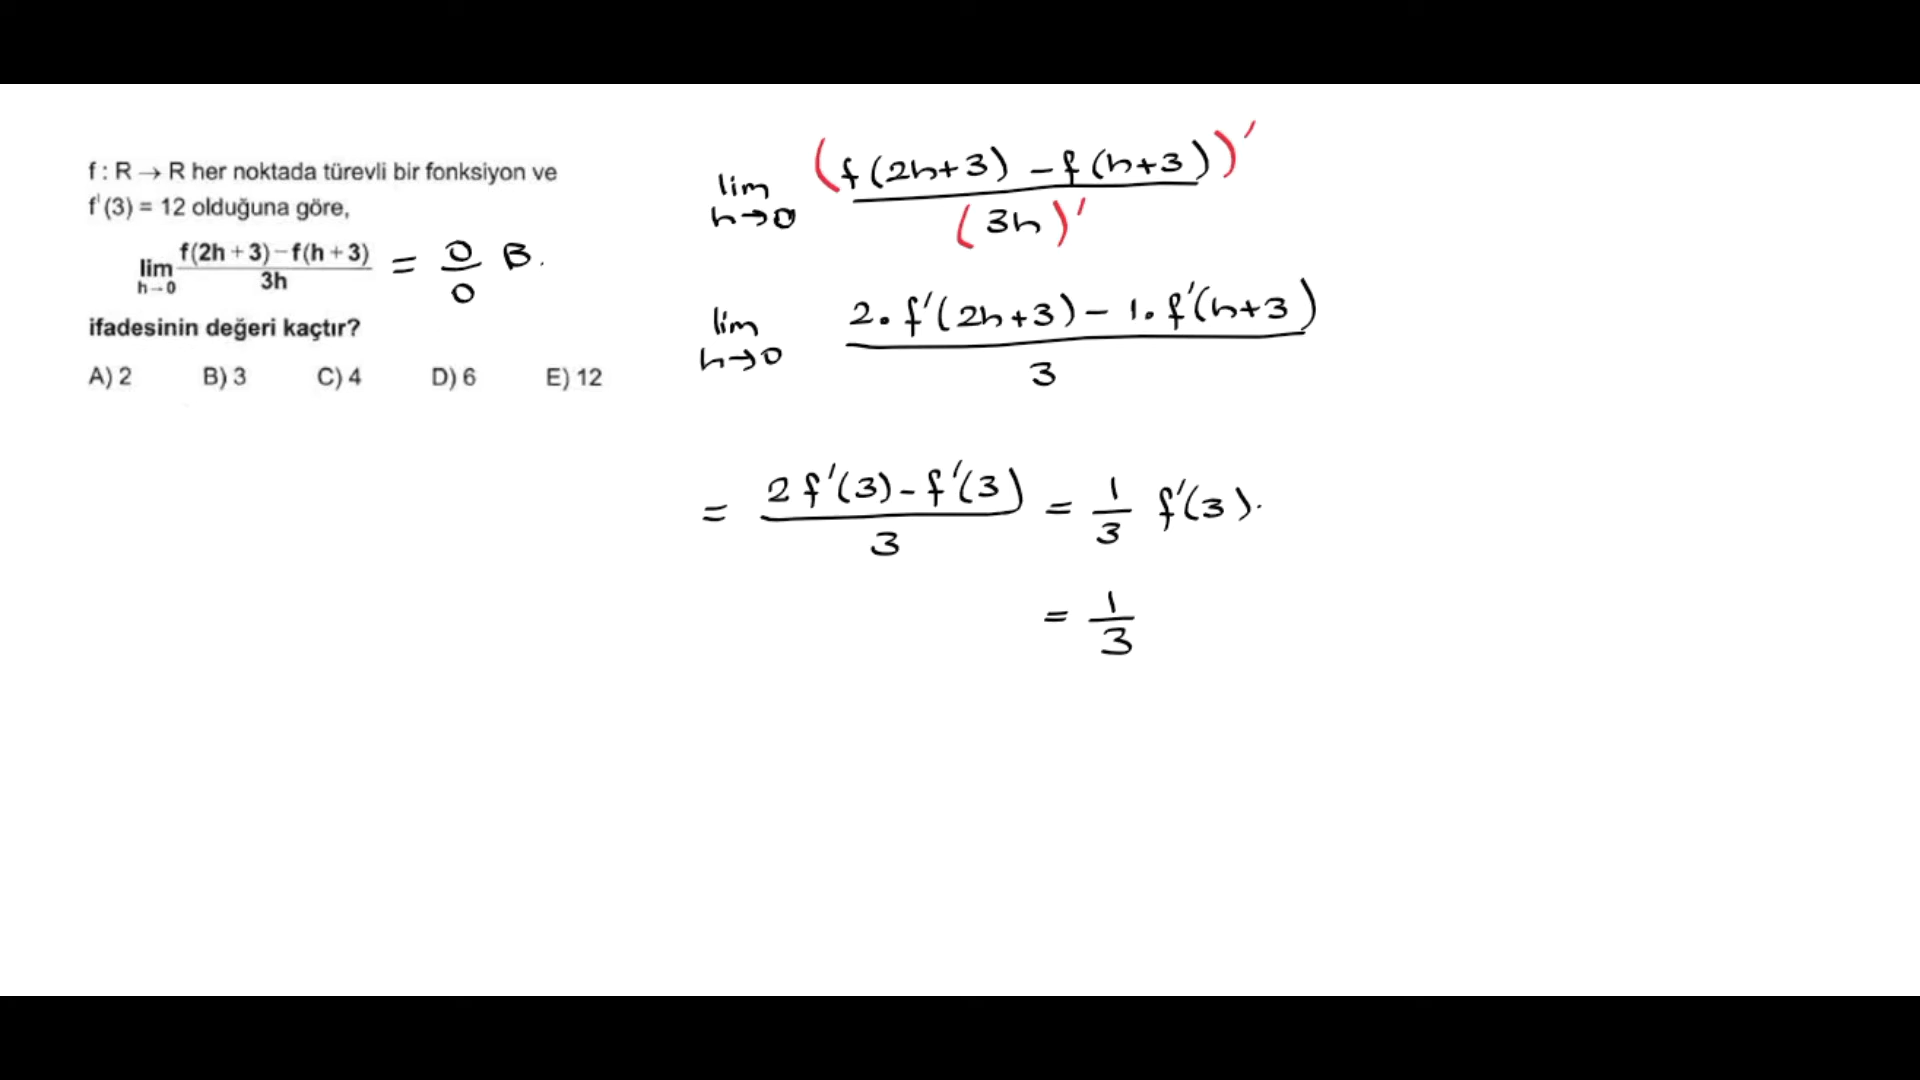 f : R → R her noktada türevli bir fonksiyon ve
f'(3) = 12 olduğuna göre,
lim h→0 f(2h + 3) – f(h + 3) / 3h = 0/0 B.
ifadesinin değeri kaçtır?
A) 2 B) 3 C) 4 D) 6 E) 12
lim h→0 (f(2h+3) – f(h+3))' / (3h)'
lim h→0 2.f'(2h+3) – 1.f'(h+3) / 3
= 2f'(3) – f'(3) / 3 = 1/3 f'(3).
= 1/3